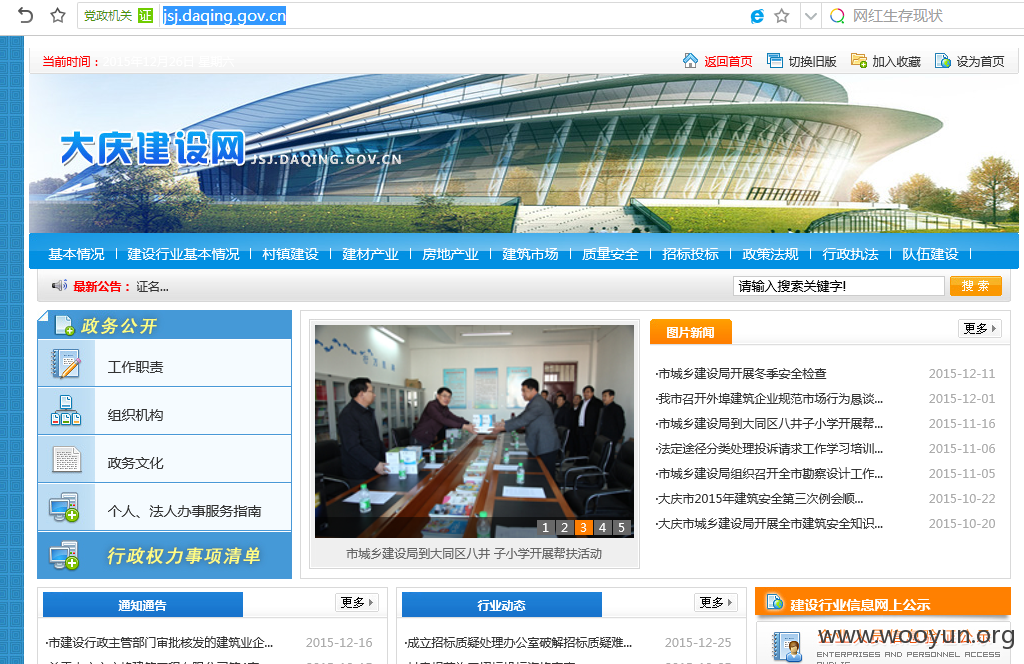 党政机关 证 jsj.daqing.gov.cn 网红生存现状
当前时间：2015年12月26日 星期六 返回首页 切换旧版 加入收藏 设为首页
大庆建设网 JSJ.DAQING.GOV.CN
基本情况 建设行业基本情况 村镇建设 建材产业 房地产业 建筑市场 质量安全 招标投标 政策法规 行政执法 队伍建设
最新公告： 证名... 请输入搜索关键字! 搜 索
政务公开
工作职责
组织机构
政务文化
个人、法人办事服务指南
行政权力事项清单
1 2 3 4 5
市城乡建设局到大同区八井 子小学开展帮扶活动
图片新闻 更多
·市城乡建设局开展冬季安全检查 2015-12-11
·我市召开外埠建筑企业规范市场行为恳谈... 2015-12-01
·市城乡建设局到大同区八井子小学开展帮... 2015-11-16
·法定途径分类处理投诉请求工作学习培训... 2015-11-06
·市城乡建设局组织召开全市勘察设计工作... 2015-11-05
·大庆市2015年建筑安全第三次例会顺... 2015-10-22
·大庆市城乡建设局开展全市建筑安全知识... 2015-10-20
通知通告 更多
·市建设行政主管部门审批核发的建筑业企... 2015-12-16
行业动态 更多
·成立招标质疑处理办公室破解招标质疑难... 2015-12-25
建设行业信息网上公示
www.wooyun.org
ENTERPRISES AND PERSONNEL ACCESS